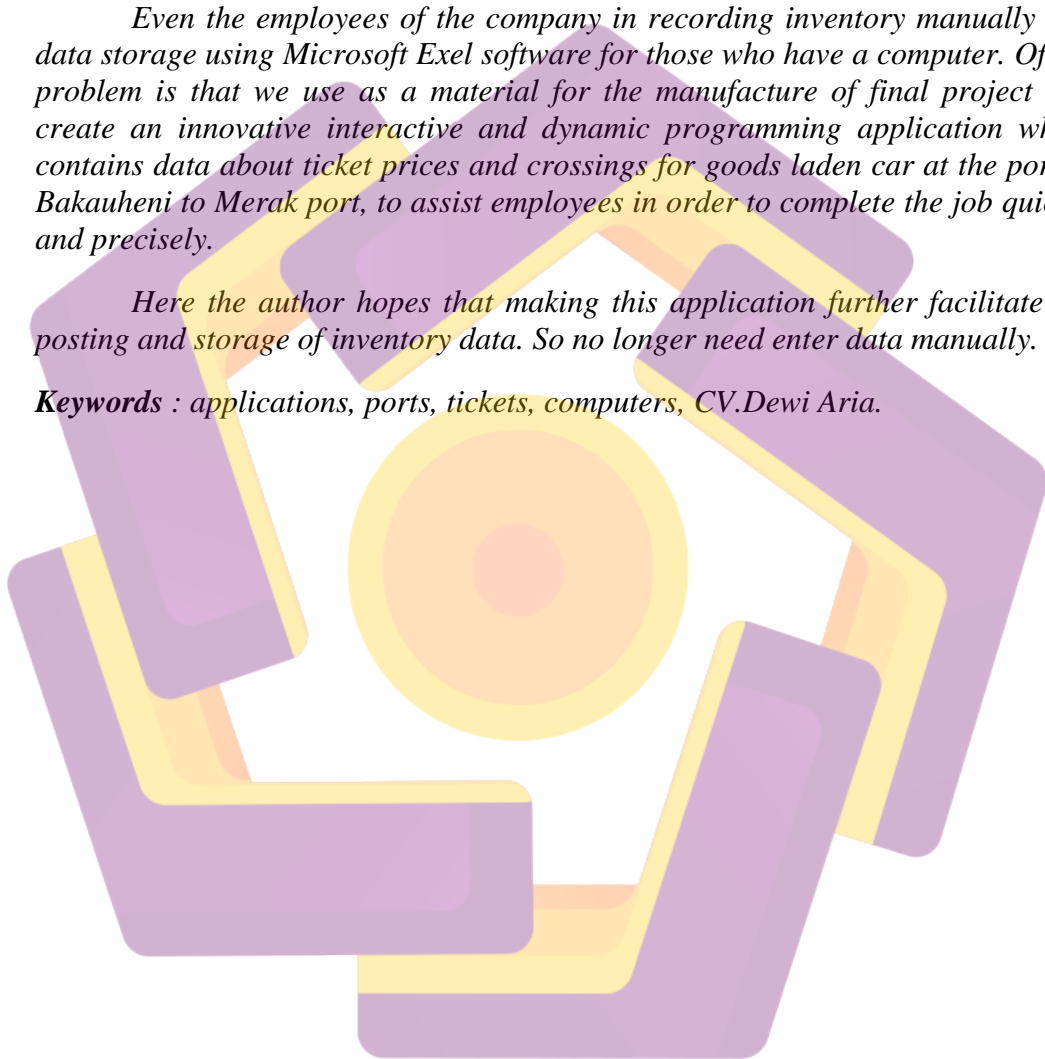 Even the employees of the company in recording inventory manually
data storage using Microsoft Exel software for those who have a computer. Of
problem is that we use as a material for the manufacture of final project
create an innovative interactive and dynamic programming application wh
contains data about ticket prices and crossings for goods laden car at the por
Bakauheni to Merak port, to assist employees in order to complete the job quic
and precisely.
Here the author hopes that making this application further facilitate
posting and storage of inventory data. So no longer need enter data manually.
Keywords : applications, ports, tickets, computers, CV.Dewi Aria.